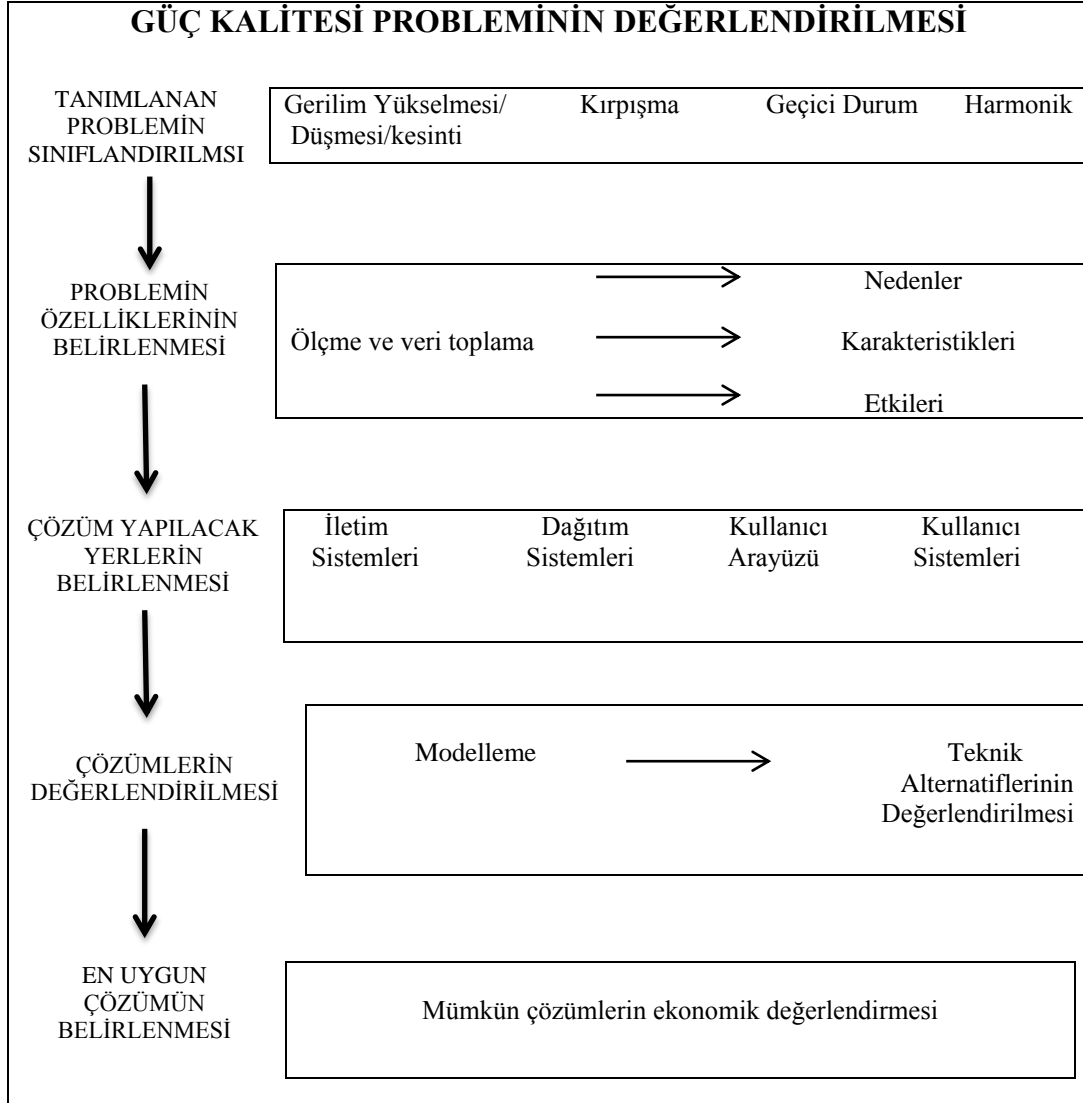 GÜÇ KALİTESİ PROBLEMİNİN DEĞERLENDİRİLMESİ
TANIMLANAN
PROBLEMİN
SINIFLANDIRILMSI
Gerilim Yükselmesi/
Düşmesi/kesinti
Kırpışma
Geçici Durum
Harmonik
PROBLEMİN
ÖZELLİKLERİNİN
BELİRLENMESİ
Ölçme ve veri toplama
Nedenler
Karakteristikleri
Etkileri
ÇÖZÜM YAPILACAK
YERLERİN
BELİRLENMESİ
İletim
Sistemleri
Dağıtım
Sistemleri
Kullanıcı
Arayüzü
Kullanıcı
Sistemleri
ÇÖZÜMLERİN
DEĞERLENDİRİLMESİ
Modelleme
Teknik
Alternatiflerinin
Değerlendirilmesi
EN UYGUN
ÇÖZÜMÜN
BELİRLENMESİ
Mümkün çözümlerin ekonomik değerlendirmesi